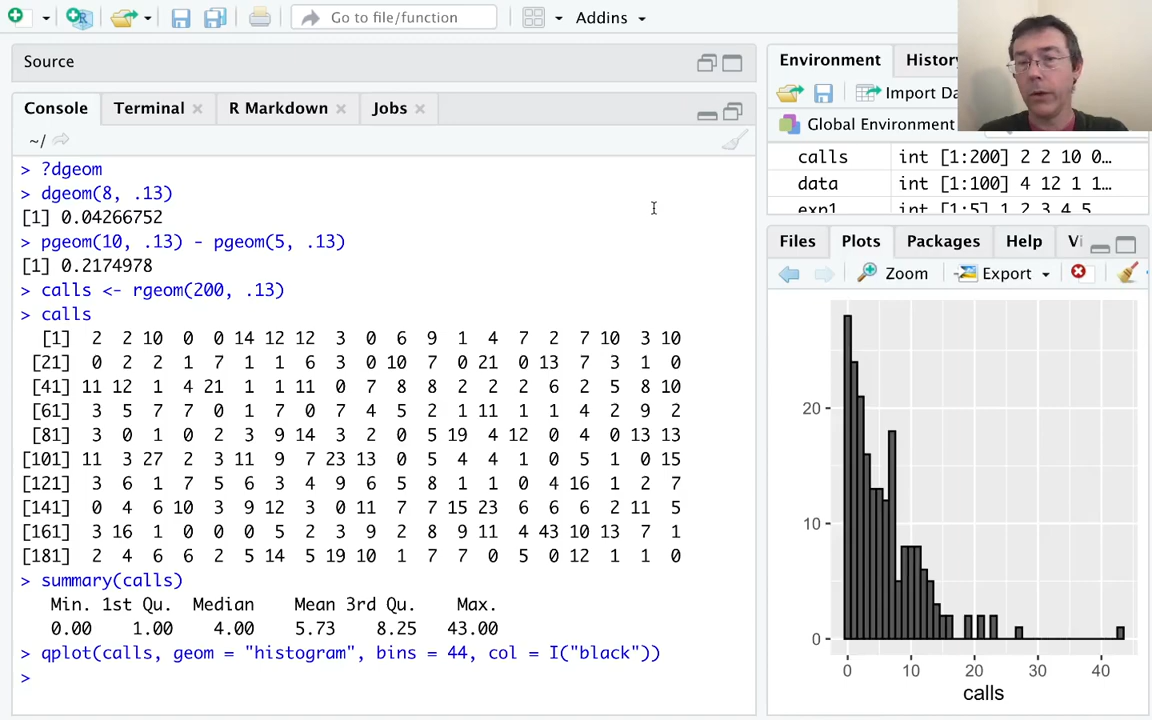 Go to file/function
Addins
Source
Console Terminal R Markdown Jobs
~/
> ?dgeom
> dgeom(8, .13)
[1] 0.04266752
> pgeom(10, .13) - pgeom(5, .13)
[1] 0.2174978
> calls <- rgeom(200, .13)
> calls
[1] 2 2 10 0 0 14 12 12 3 0 6 9 1 4 7 2 7 10 3 10
[21] 0 2 2 1 7 1 1 6 3 0 10 7 0 21 0 13 7 3 1 0
[41] 11 12 1 4 21 1 1 11 0 7 8 8 2 2 2 6 2 5 8 10
[61] 3 5 7 7 0 1 7 0 7 4 5 2 1 11 1 1 4 2 9 2
[81] 3 0 1 0 2 3 9 14 3 2 0 5 19 4 12 0 4 0 13 13
[101] 11 3 27 2 3 11 9 7 23 13 0 5 4 4 1 0 5 1 0 15
[121] 3 6 1 7 5 6 3 4 9 6 5 8 1 1 0 4 16 1 2 7
[141] 0 4 6 10 3 9 12 3 0 11 7 7 15 23 6 6 6 2 11 5
[161] 3 16 1 0 0 0 5 2 3 9 2 8 9 11 4 43 10 13 7 1
[181] 2 4 6 6 2 5 14 5 19 10 1 7 7 0 5 0 12 1 1 0
> summary(calls)
Min. 1st Qu. Median Mean 3rd Qu. Max.
0.00 1.00 4.00 5.73 8.25 43.00
> qplot(calls, geom = "histogram", bins = 44, col = I("black"))
>
Environment History
Import Da
Global Environment
calls int [1:200] 2 2 10 0…
data int [1:100] 4 12 1 1…
exp1 int [1:5] 1 2 3 4 5
Files Plots Packages Help Vi
Zoom Export
20
10
0
0 10 20 30 40
calls